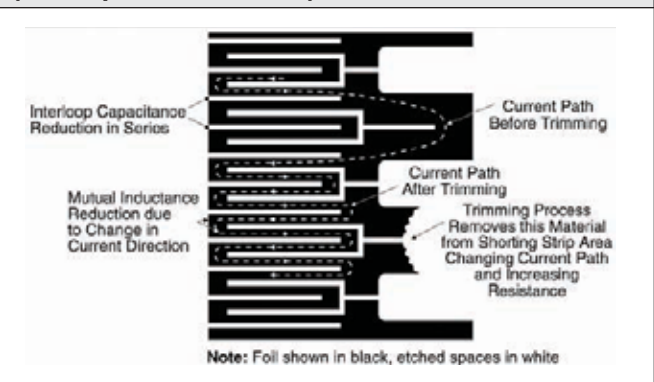 Interloop Capacitance
Reduction in Series
Current Path
Before Trimming
Current Path
After Trimming
Mutual Inductance
Reduction due
to Change in
Current Direction
Trimming Process
Removes this Material
from Shorting Strip Area
Changing Current Path
and Increasing
Resistance
Note: Foil shown in black, etched spaces in white